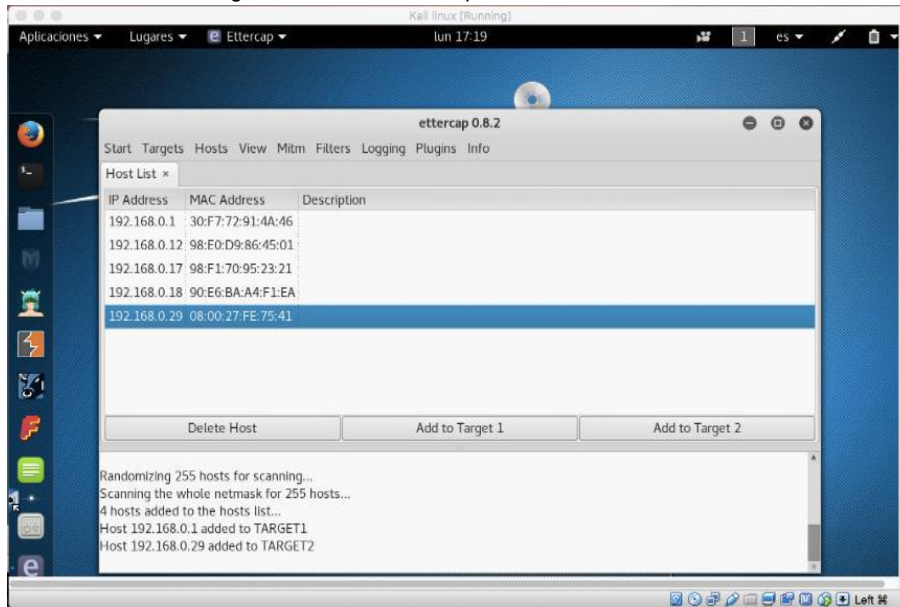 Kali linux [Running]
Aplicaciones Lugares Ettercap lun 17:19 1 es
ettercap 0.8.2
Start Targets Hosts View Mitm Filters Logging Plugins Info
Host List ×
IP Address MAC Address Description
192.168.0.1 30:F7:72:91:4A:46
192.168.0.12 98:E0:D9:86:45:01
192.168.0.17 98:F1:70:95:23:21
192.168.0.18 90:E6:BA:A4:F1:EA
192.168.0.29 08:00:27:FE:75:41
Delete Host Add to Target 1 Add to Target 2
Randomizing 255 hosts for scanning...
Scanning the whole netmask for 255 hosts...
4 hosts added to the hosts list...
Host 192.168.0.1 added to TARGET1
Host 192.168.0.29 added to TARGET2
Left ⌘